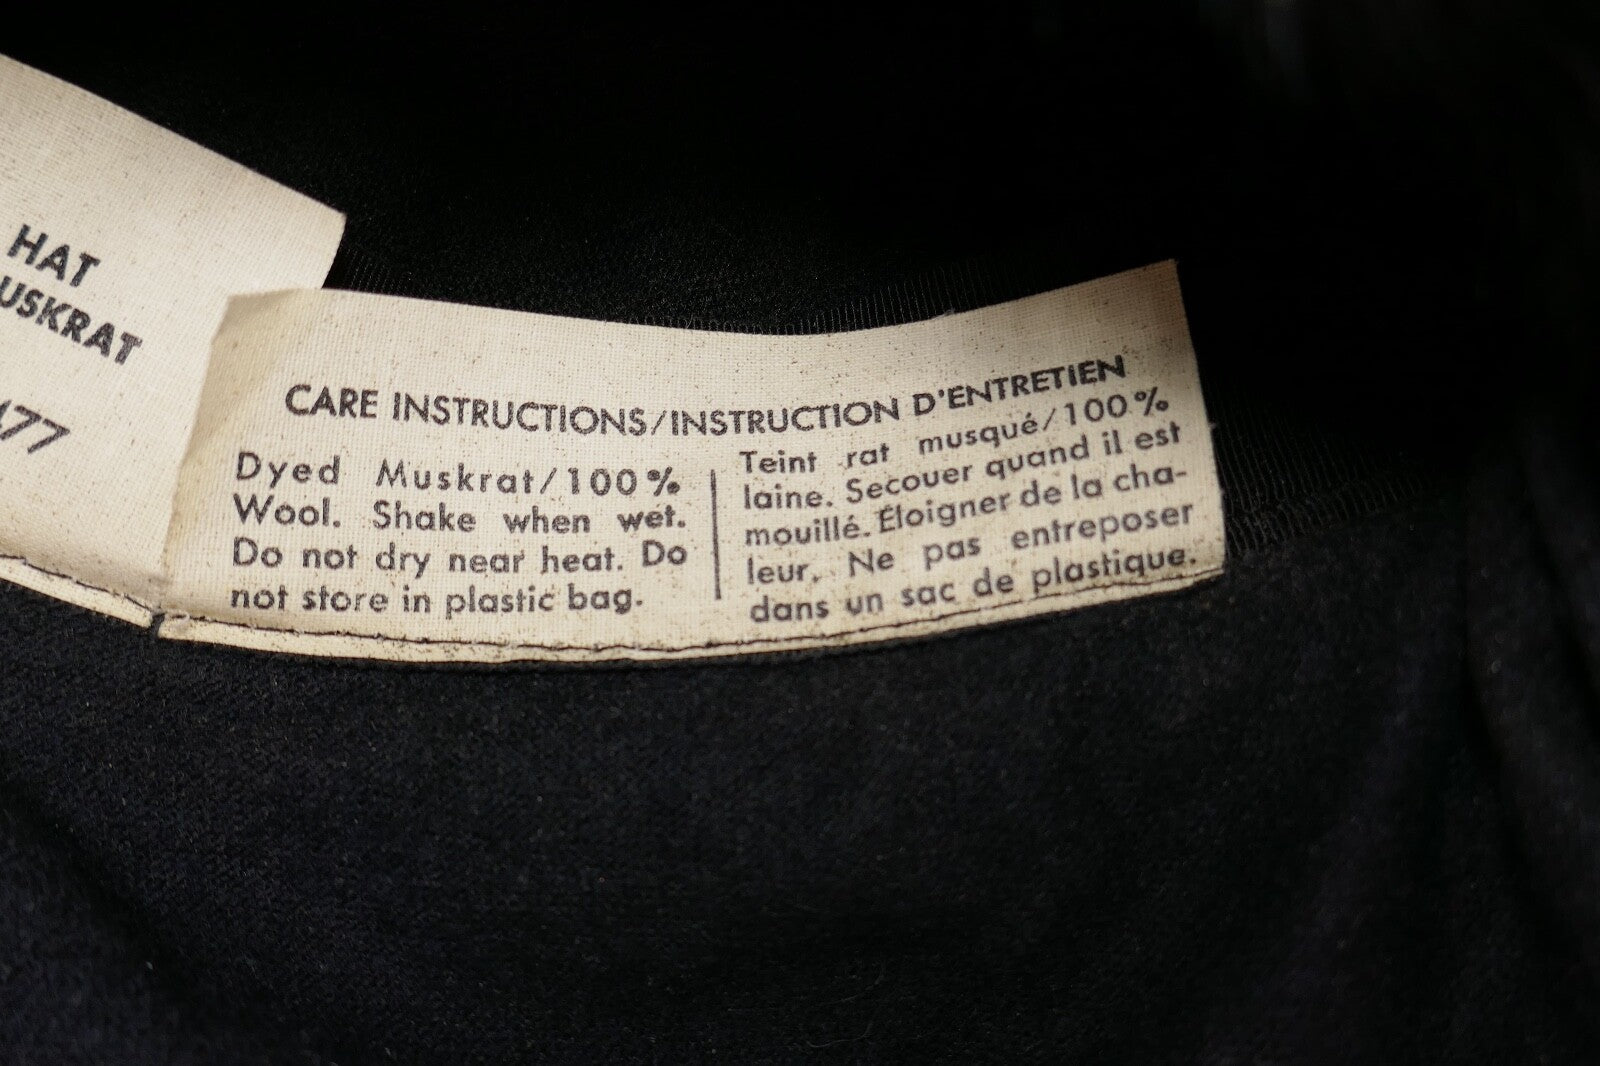 HAT
USKRAT
477
CARE INSTRUCTIONS/INSTRUCTION D'ENTRETIEN
Dyed Muskrat/100%
Wool. Shake when wet.
Do not dry near heat. Do
not store in plastic bag.
Teint rat musqué/100%
laine. Secouer quand il est
mouillé. Éloigner de la cha-
leur. Ne pas entreposer
dans un sac de plastique.